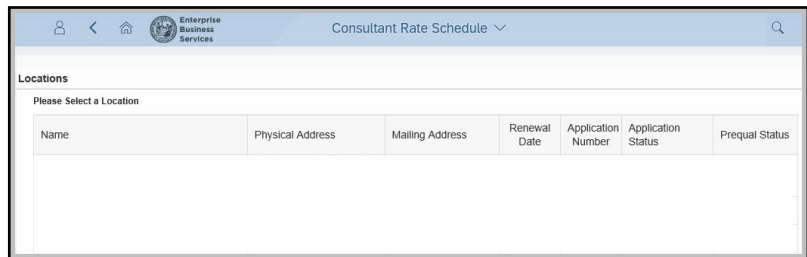 Enterprise
Business
Services
Consultant Rate Schedule
Locations
Please Select a Location
Name
Physical Address
Mailing Address
Renewal
Date
Application
Number
Application
Status
Prequal Status